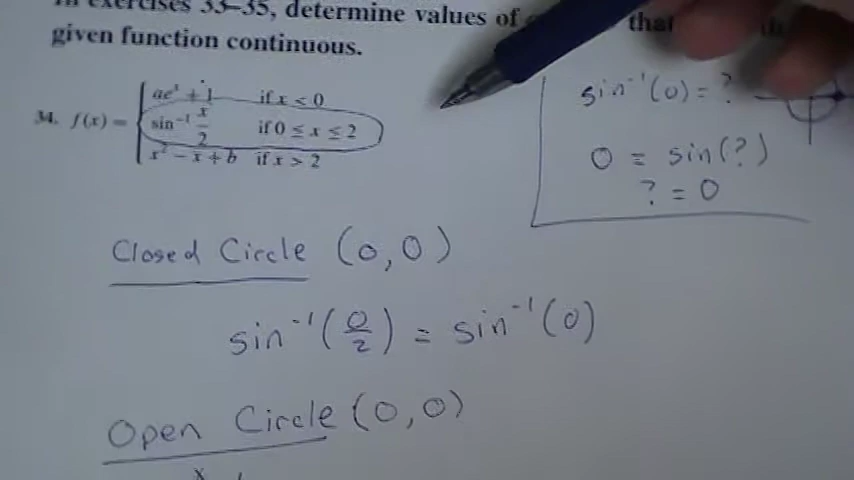 In exercises 33–35, determine values of that
given function continuous.
34. f(x) =
ae^x + 1 if x < 0
sin⁻¹ x/2 if 0 ≤ x ≤ 2
x² − x + b if x > 2
sin⁻¹(0) = ?
0 = sin(?)
? = 0
Closed Circle (0,0)
sin⁻¹(0/2) = sin⁻¹(0)
Open Circle (0,0)